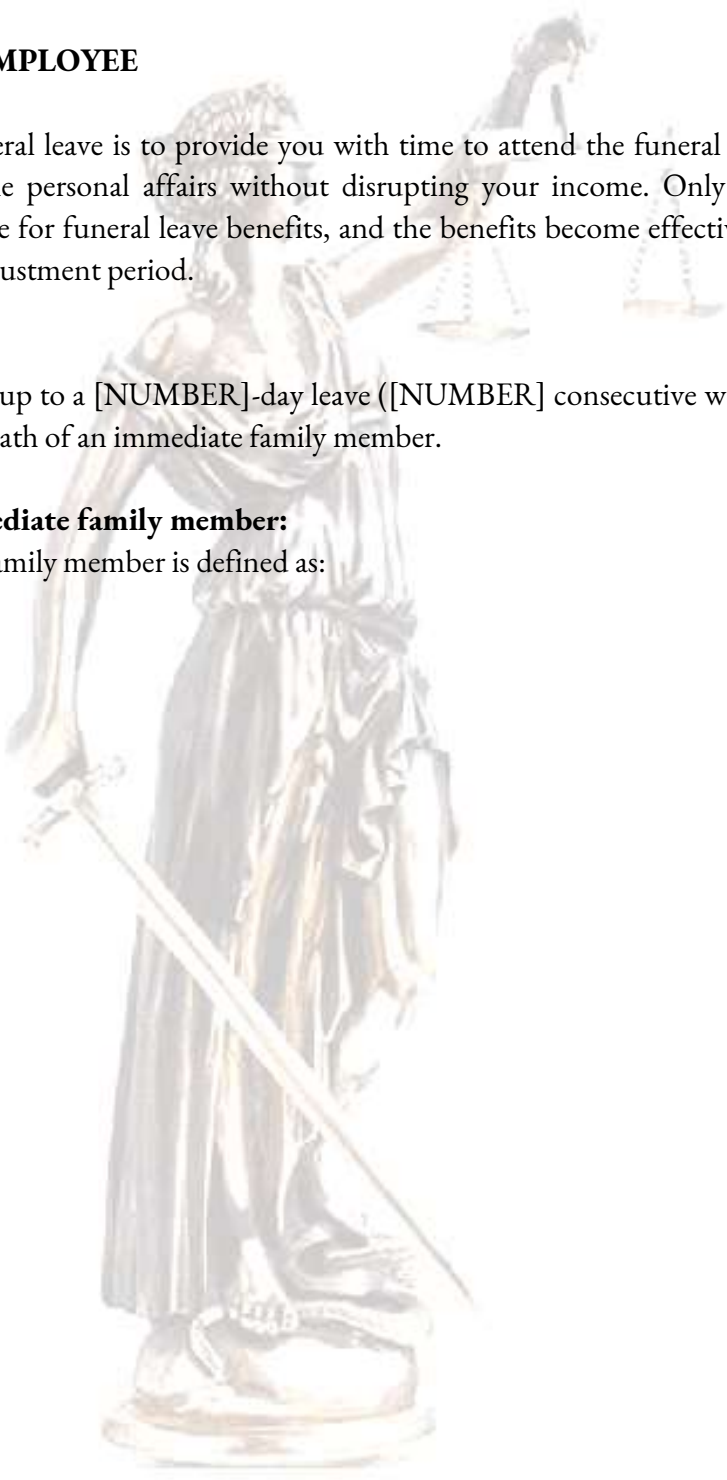 MPLOYEE
eral leave is to provide you with time to attend the funeral
e personal affairs without disrupting your income. Only
e for funeral leave benefits, and the benefits become effectiv
ustment period.
up to a [NUMBER]-day leave ([NUMBER] consecutive w
ath of an immediate family member.
ediate family member:
amily member is defined as: